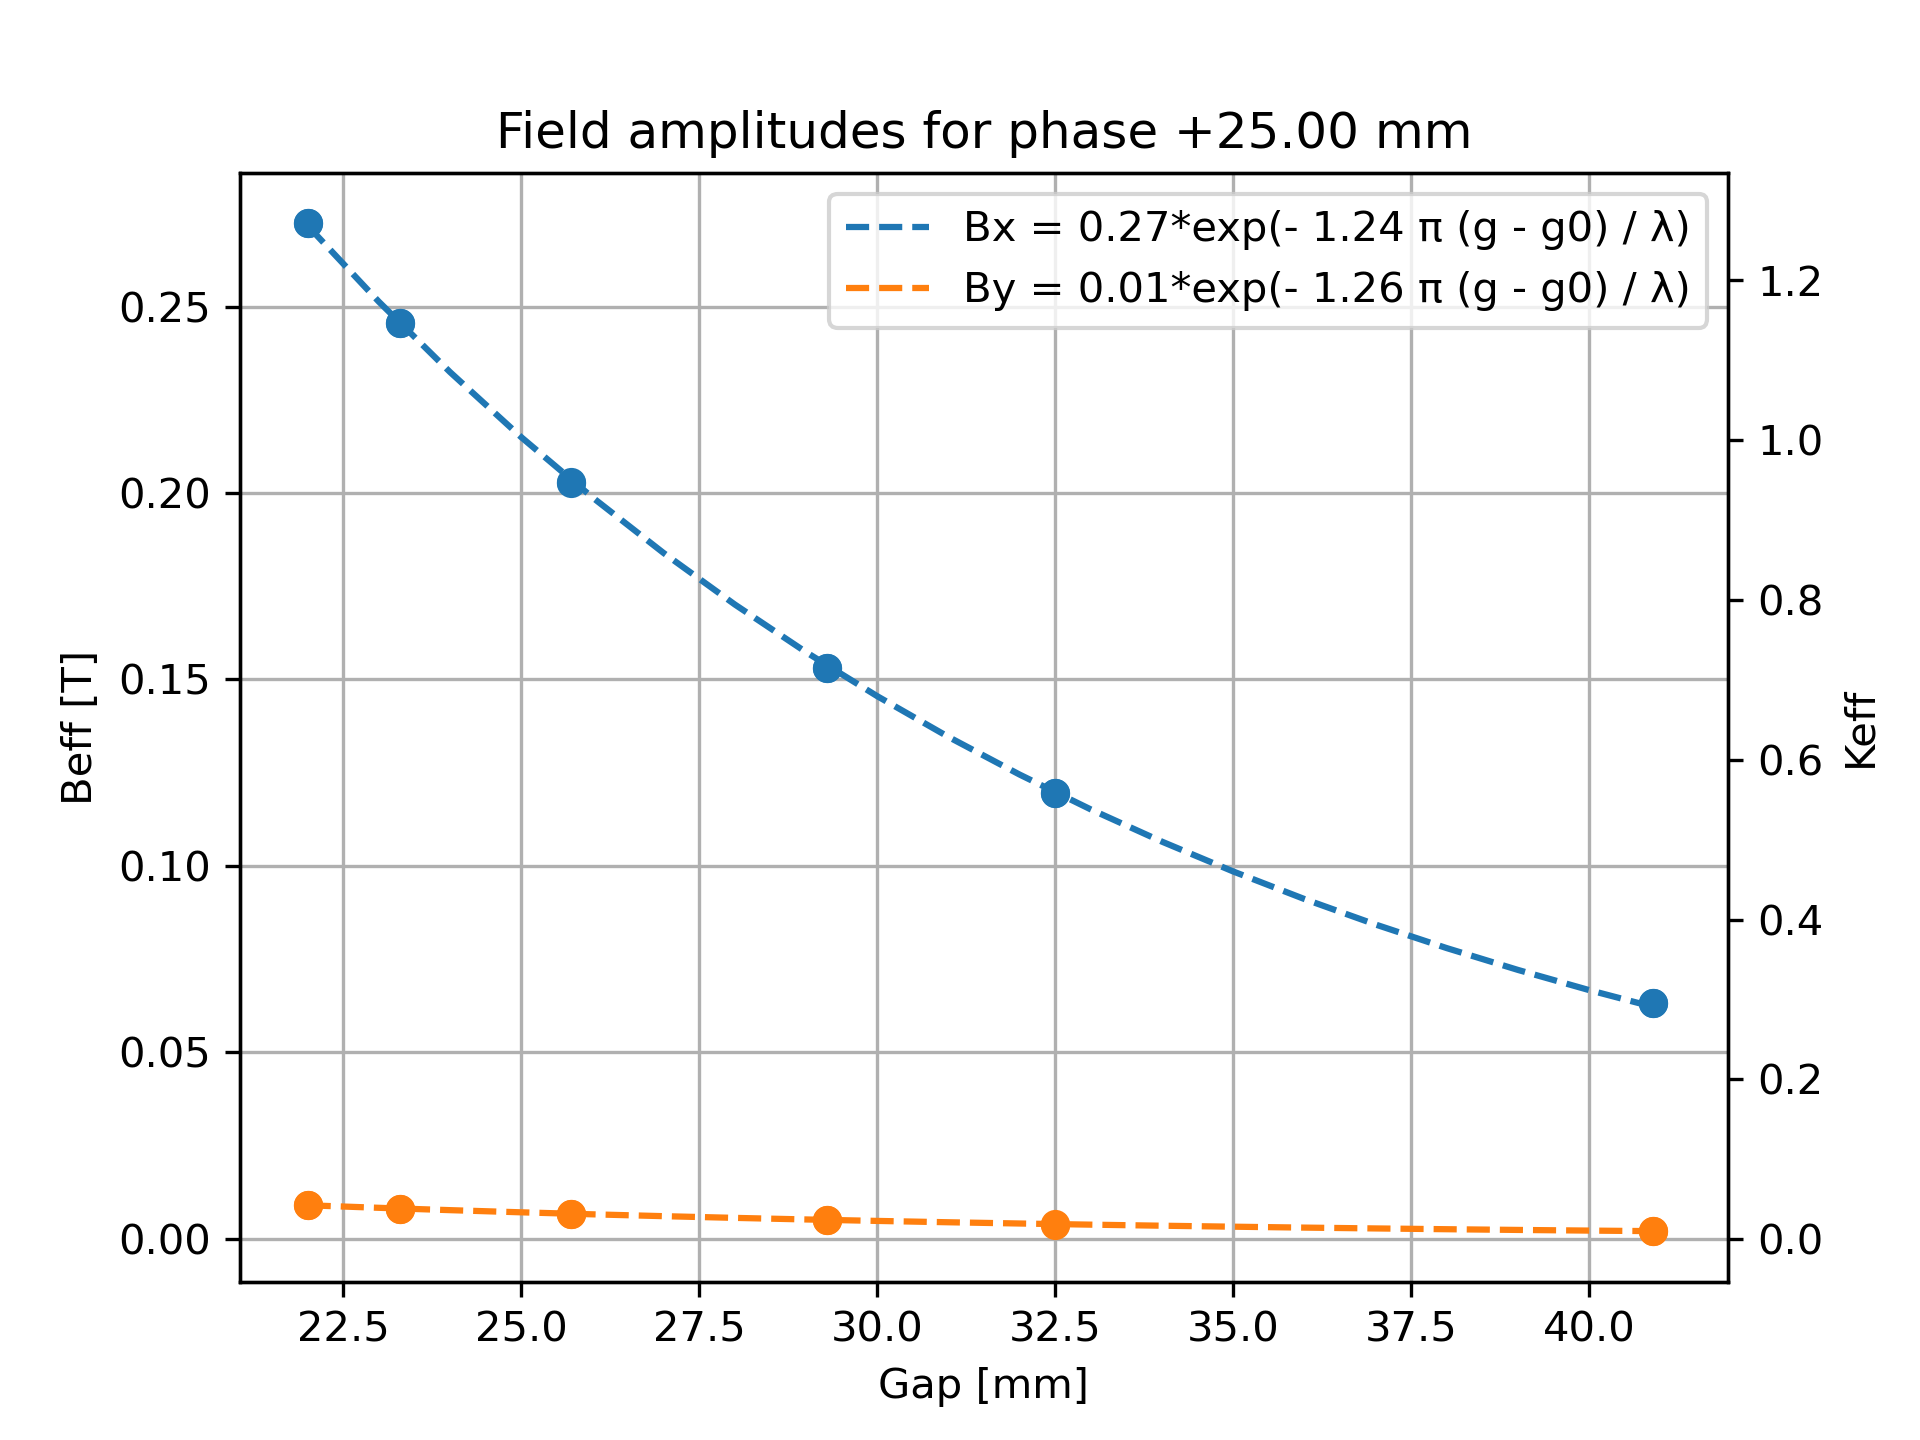 Field amplitudes for phase +25.00 mm
Bx = 0.27*exp(- 1.24 π (g - g0) / λ)
By = 0.01*exp(- 1.26 π (g - g0) / λ)
Beff [T]
0.25
0.20
0.15
0.10
0.05
0.00
1.2
1.0
0.8
0.6
0.4
0.2
0.0
Keff
22.5 25.0 27.5 30.0 32.5 35.0 37.5 40.0
Gap [mm]